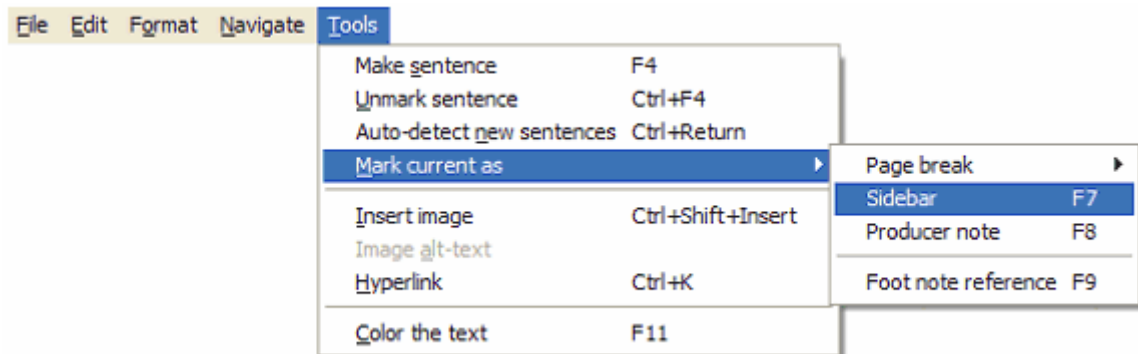 File Edit Format Navigate Tools
Make sentence F4
Unmark sentence Ctrl+F4
Auto-detect new sentences Ctrl+Return
Mark current as
Page break
Sidebar F7
Producer note F8
Foot note reference F9
Insert image Ctrl+Shift+Insert
Image alt-text
Hyperlink Ctrl+K
Color the text F11